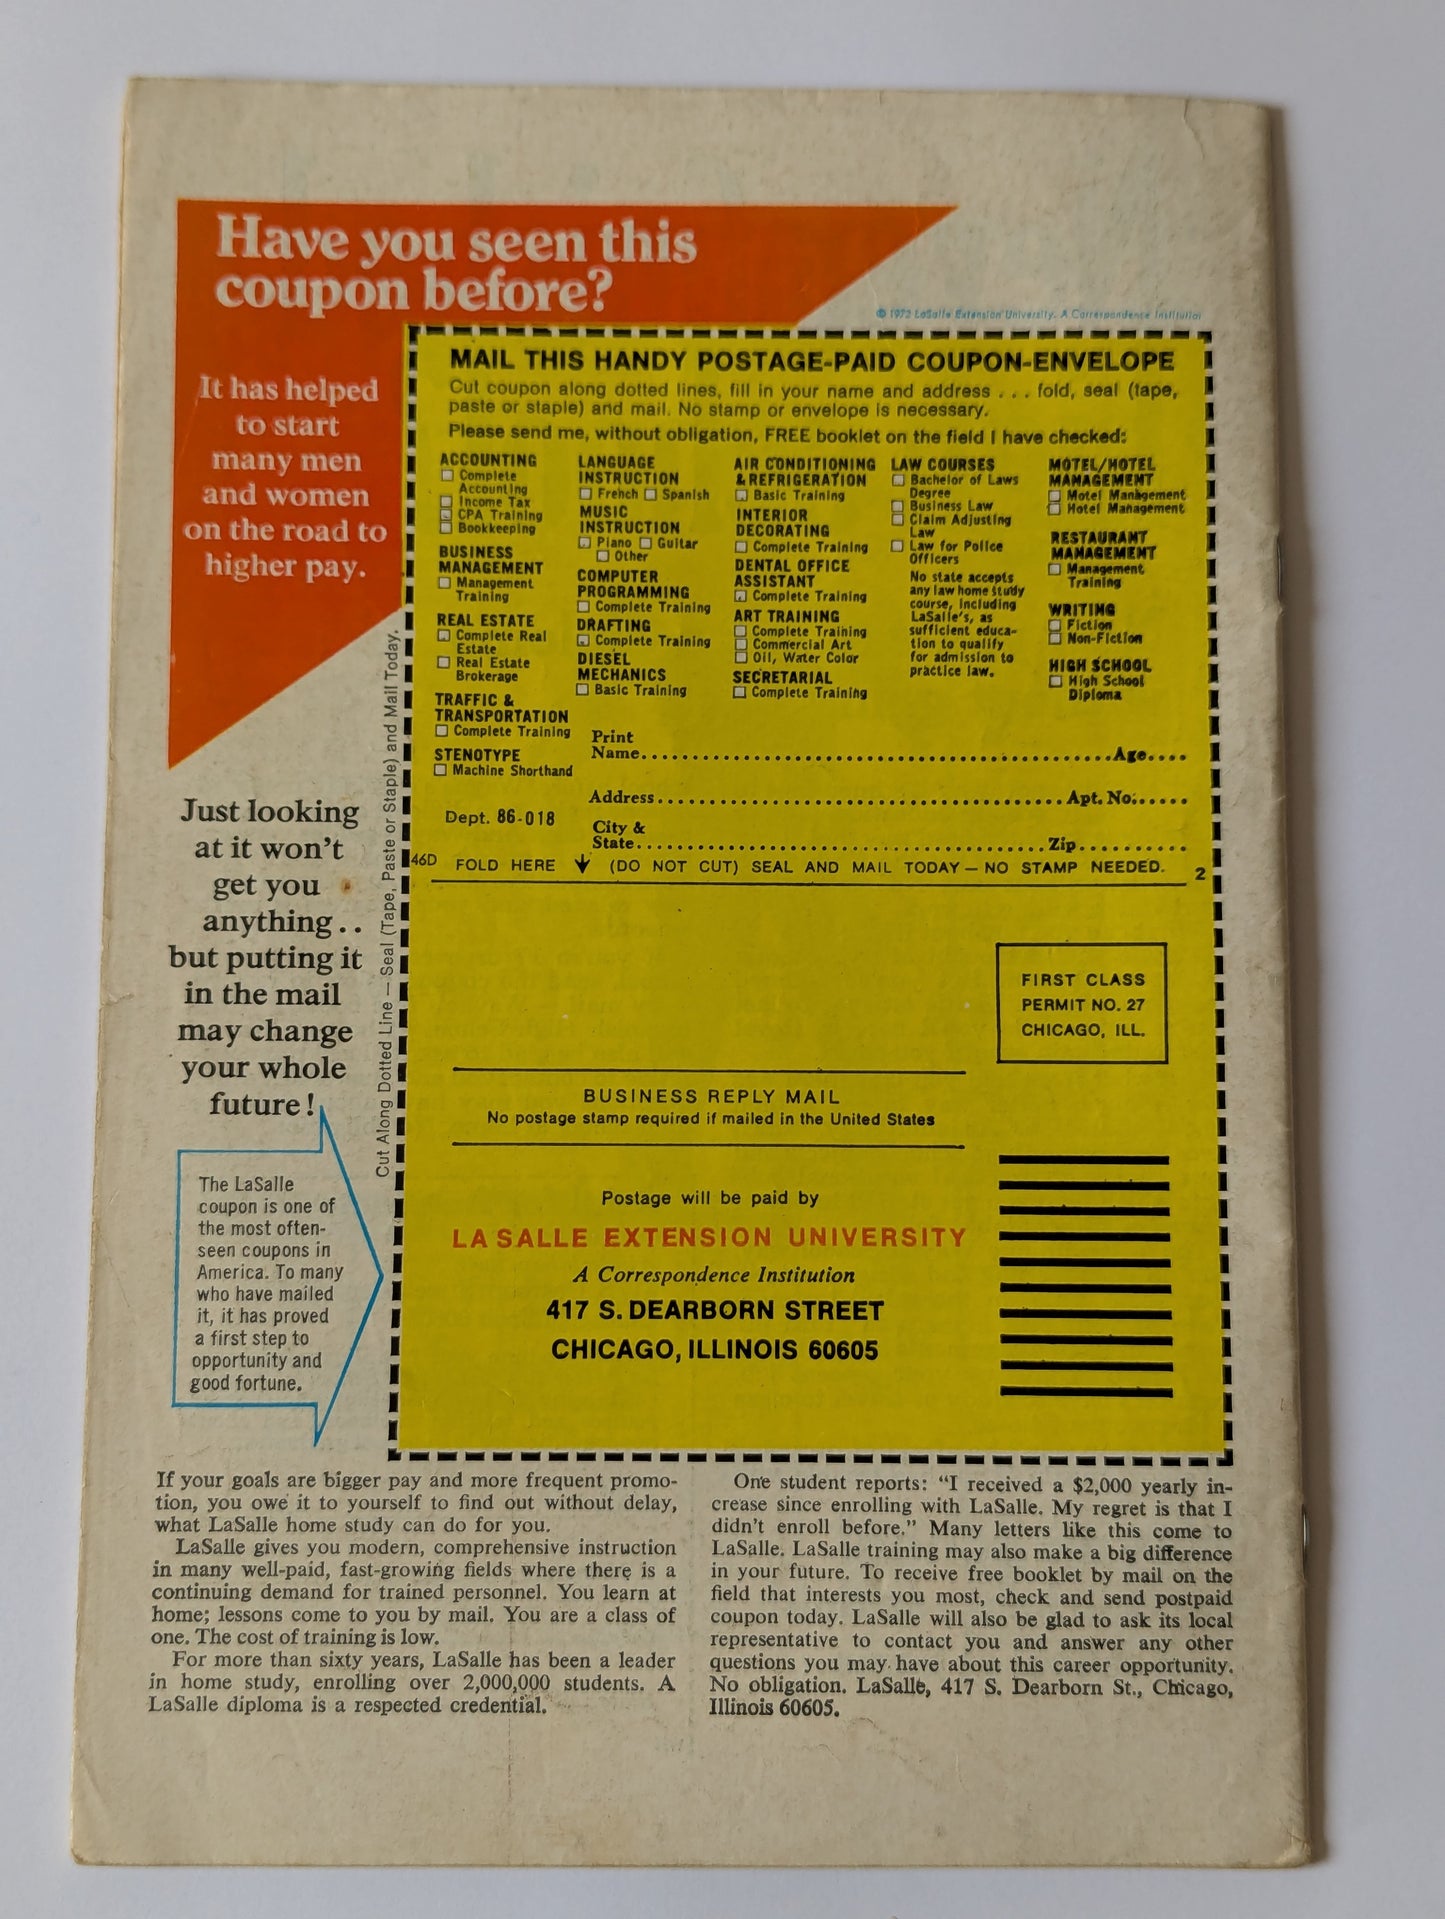 Have you seen this
coupon before?
© 1972 LaSalle Extension University. A Correspondence Institution
It has helped
to start
many men
and women
on the road to
higher pay.
MAIL THIS HANDY POSTAGE-PAID COUPON-ENVELOPE
Cut coupon along dotted lines, fill in your name and address . . . fold, seal (tape,
paste or staple) and mail. No stamp or envelope is necessary.
Please send me, without obligation, FREE booklet on the field I have checked:
ACCOUNTING
Complete
Accounting
Income Tax
CPA Training
Bookkeeping
BUSINESS
MANAGEMENT
Management
Training
REAL ESTATE
Complete Real
Estate
Real Estate
Brokerage
TRAFFIC &
TRANSPORTATION
Complete Training
STENOTYPE
Machine Shorthand
LANGUAGE
INSTRUCTION
French Spanish
MUSIC
INSTRUCTION
Piano Guitar
Other
COMPUTER
PROGRAMMING
Complete Training
DRAFTING
Complete Training
DIESEL
MECHANICS
Basic Training
AIR CONDITIONING
& REFRIGERATION
Basic Training
INTERIOR
DECORATING
Complete Training
DENTAL OFFICE
ASSISTANT
Complete Training
ART TRAINING
Complete Training
Commercial Art
Oil, Water Color
SECRETARIAL
Complete Training
LAW COURSES
Bachelor of Laws
Degree
Business Law
Claim Adjusting
Law
Law for Police
Officers
No state accepts
any law home study
course, including
LaSalle's, as
sufficient educa-
tion to qualify
for admission to
practice law.
MOTEL/HOTEL
MANAGEMENT
Motel Management
Hotel Management
RESTAURANT
MANAGEMENT
Management
Training
WRITING
Fiction
Non-Fiction
HIGH SCHOOL
High School
Diploma
Print
Name Age
Address Apt. No.
Dept. 86-018
City &
State Zip
46D FOLD HERE (DO NOT CUT) SEAL AND MAIL TODAY — NO STAMP NEEDED. 2
Cut Along Dotted Line — Seal (Tape, Paste or Staple) and Mail Today.
Just looking
at it won't
get you
anything..
but putting it
in the mail
may change
your whole
future!
FIRST CLASS
PERMIT NO. 27
CHICAGO, ILL.
BUSINESS REPLY MAIL
No postage stamp required if mailed in the United States
Postage will be paid by
LA SALLE EXTENSION UNIVERSITY
A Correspondence Institution
417 S. DEARBORN STREET
CHICAGO, ILLINOIS 60605
The LaSalle
coupon is one of
the most often-
seen coupons in
America. To many
who have mailed
it, it has proved
a first step to
opportunity and
good fortune.
If your goals are bigger pay and more frequent promo-
tion, you owe it to yourself to find out without delay,
what LaSalle home study can do for you.
LaSalle gives you modern, comprehensive instruction
in many well-paid, fast-growing fields where there is a
continuing demand for trained personnel. You learn at
home; lessons come to you by mail. You are a class of
one. The cost of training is low.
For more than sixty years, LaSalle has been a leader
in home study, enrolling over 2,000,000 students. A
LaSalle diploma is a respected credential.
One student reports: "I received a $2,000 yearly in-
crease since enrolling with LaSalle. My regret is that I
didn't enroll before." Many letters like this come to
LaSalle. LaSalle training may also make a big difference
in your future. To receive free booklet by mail on the
field that interests you most, check and send postpaid
coupon today. LaSalle will also be glad to ask its local
representative to contact you and answer any other
questions you may have about this career opportunity.
No obligation. LaSalle, 417 S. Dearborn St., Chicago,
Illinois 60605.